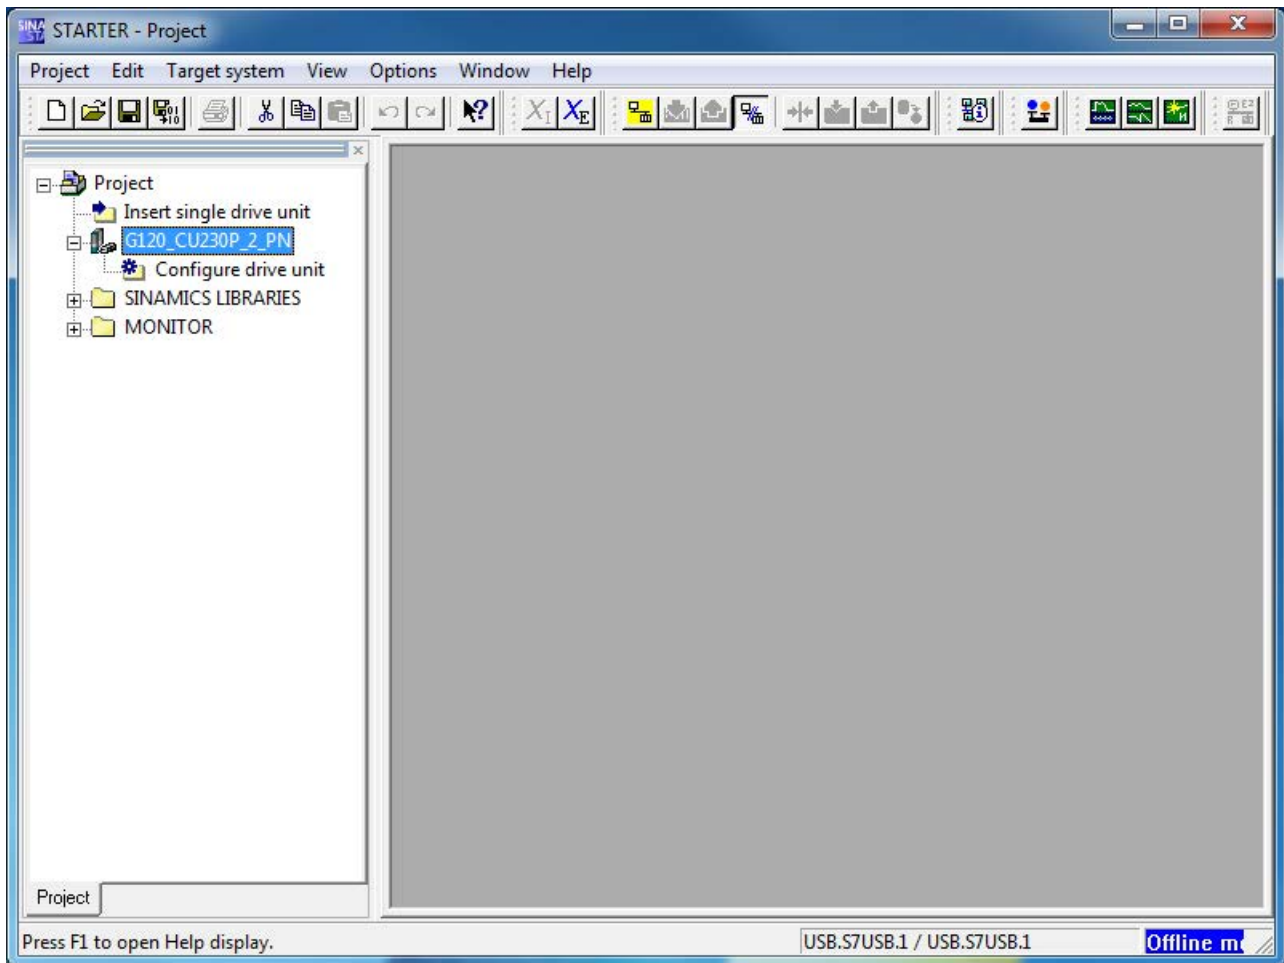 STARTER - Project
Project Edit Target system View Options Window Help
Project
Insert single drive unit
G120_CU230P_2_PN
Configure drive unit
SINAMICS LIBRARIES
MONITOR
Project
Press F1 to open Help display. USB.S7USB.1 / USB.S7USB.1 Offline m